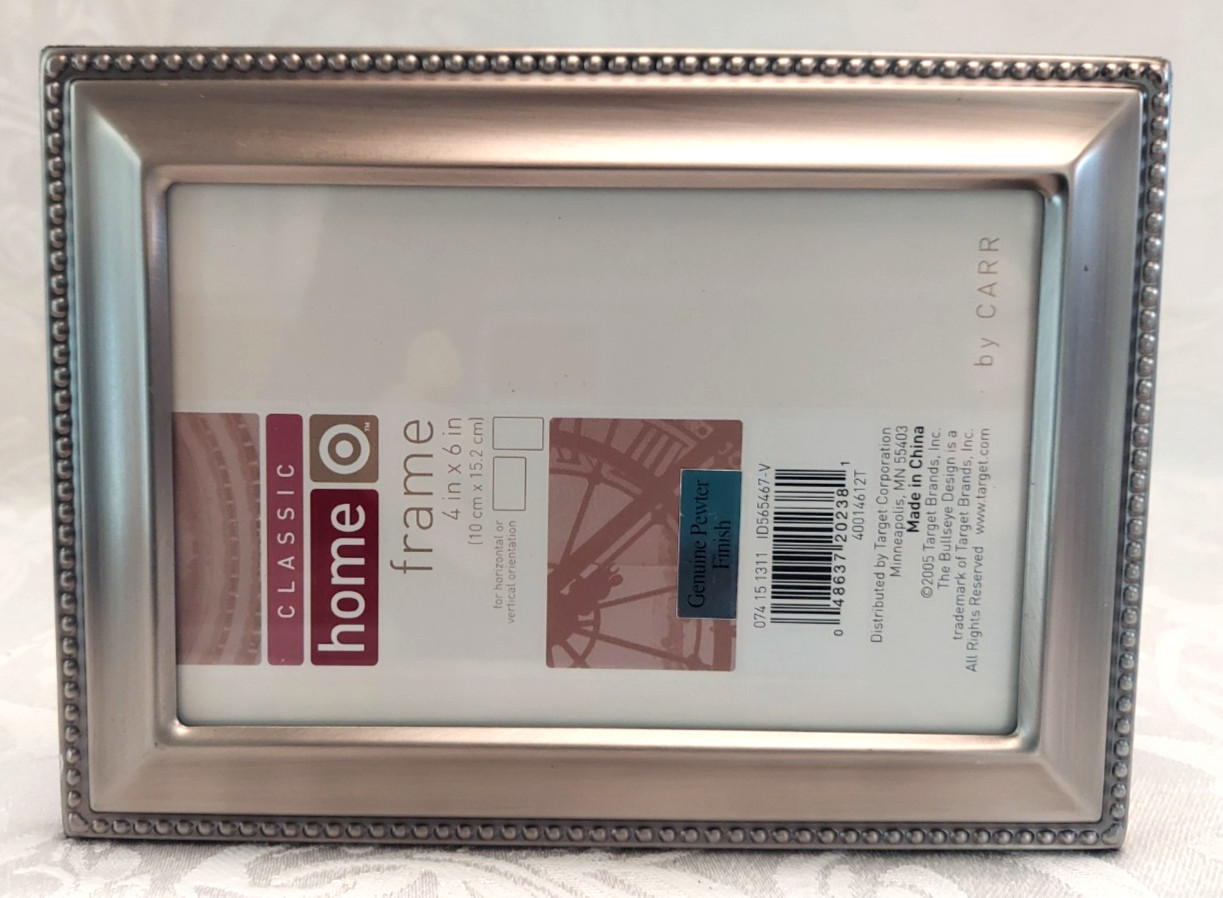 CLASSIC
home
TM
frame
4 in x 6 in
(10 cm x 15.2 cm)
for horizontal or
vertical orientation
Genuine Pewter
Finish
074 15 1311 ID565467-V
0 48637 20238 1
40014612T
Distributed by Target Corporation
Minneapolis, MN 55403
Made in China
©2005 Target Brands, Inc.
The Bullseye Design is a
trademark of Target Brands, Inc.
All Rights Reserved www.target.com
by CARR